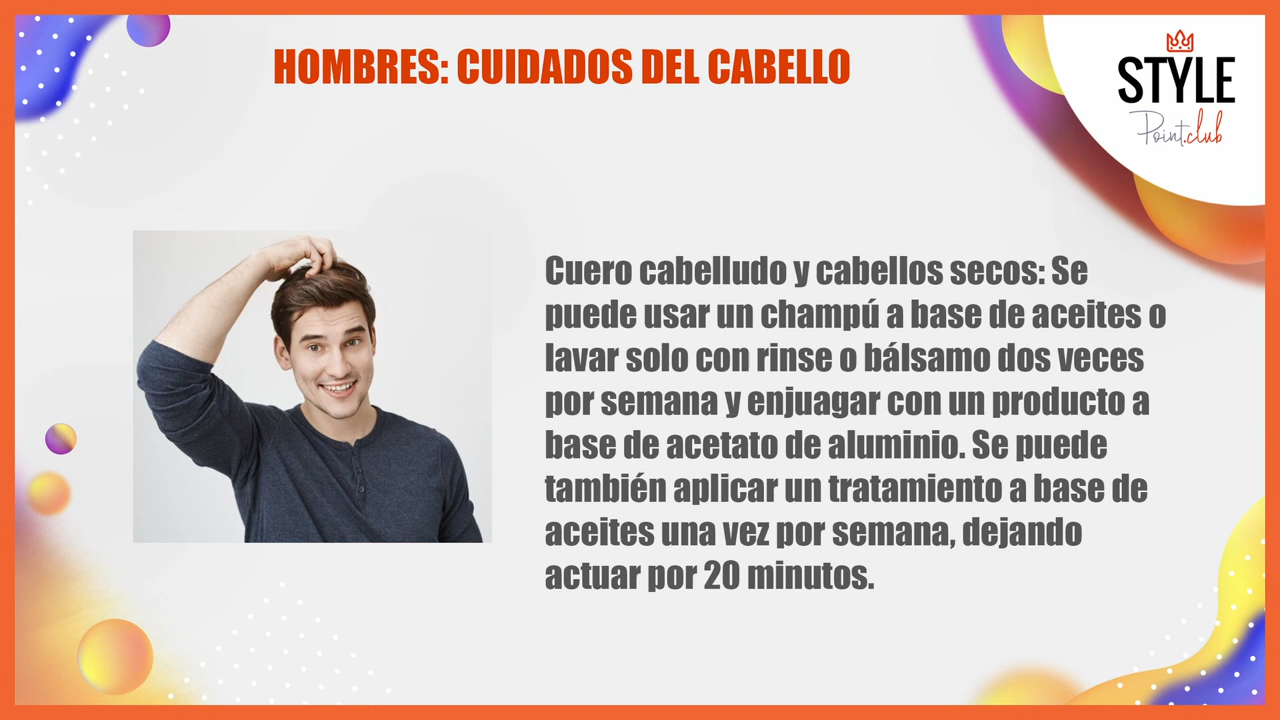 HOMBRES: CUIDADOS DEL CABELLO
STYLE
Point.club
Cuero cabelludo y cabellos secos: Se
puede usar un champú a base de aceites o
lavar solo con rinse o bálsamo dos veces
por semana y enjuagar con un producto a
base de acetato de aluminio. Se puede
también aplicar un tratamiento a base de
aceites una vez por semana, dejando
actuar por 20 minutos.